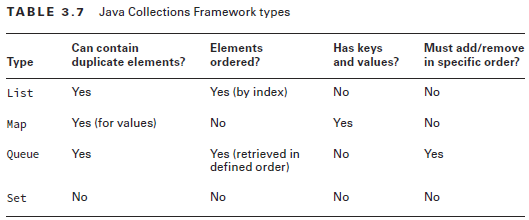 TABLE 3.7 Java Collections Framework types
Type Can contain duplicate elements? Elements ordered? Has keys and values? Must add/remove in specific order?
List Yes Yes (by index) No No
Map Yes (for values) No Yes No
Queue Yes Yes (retrieved in defined order) No Yes
Set No No No No